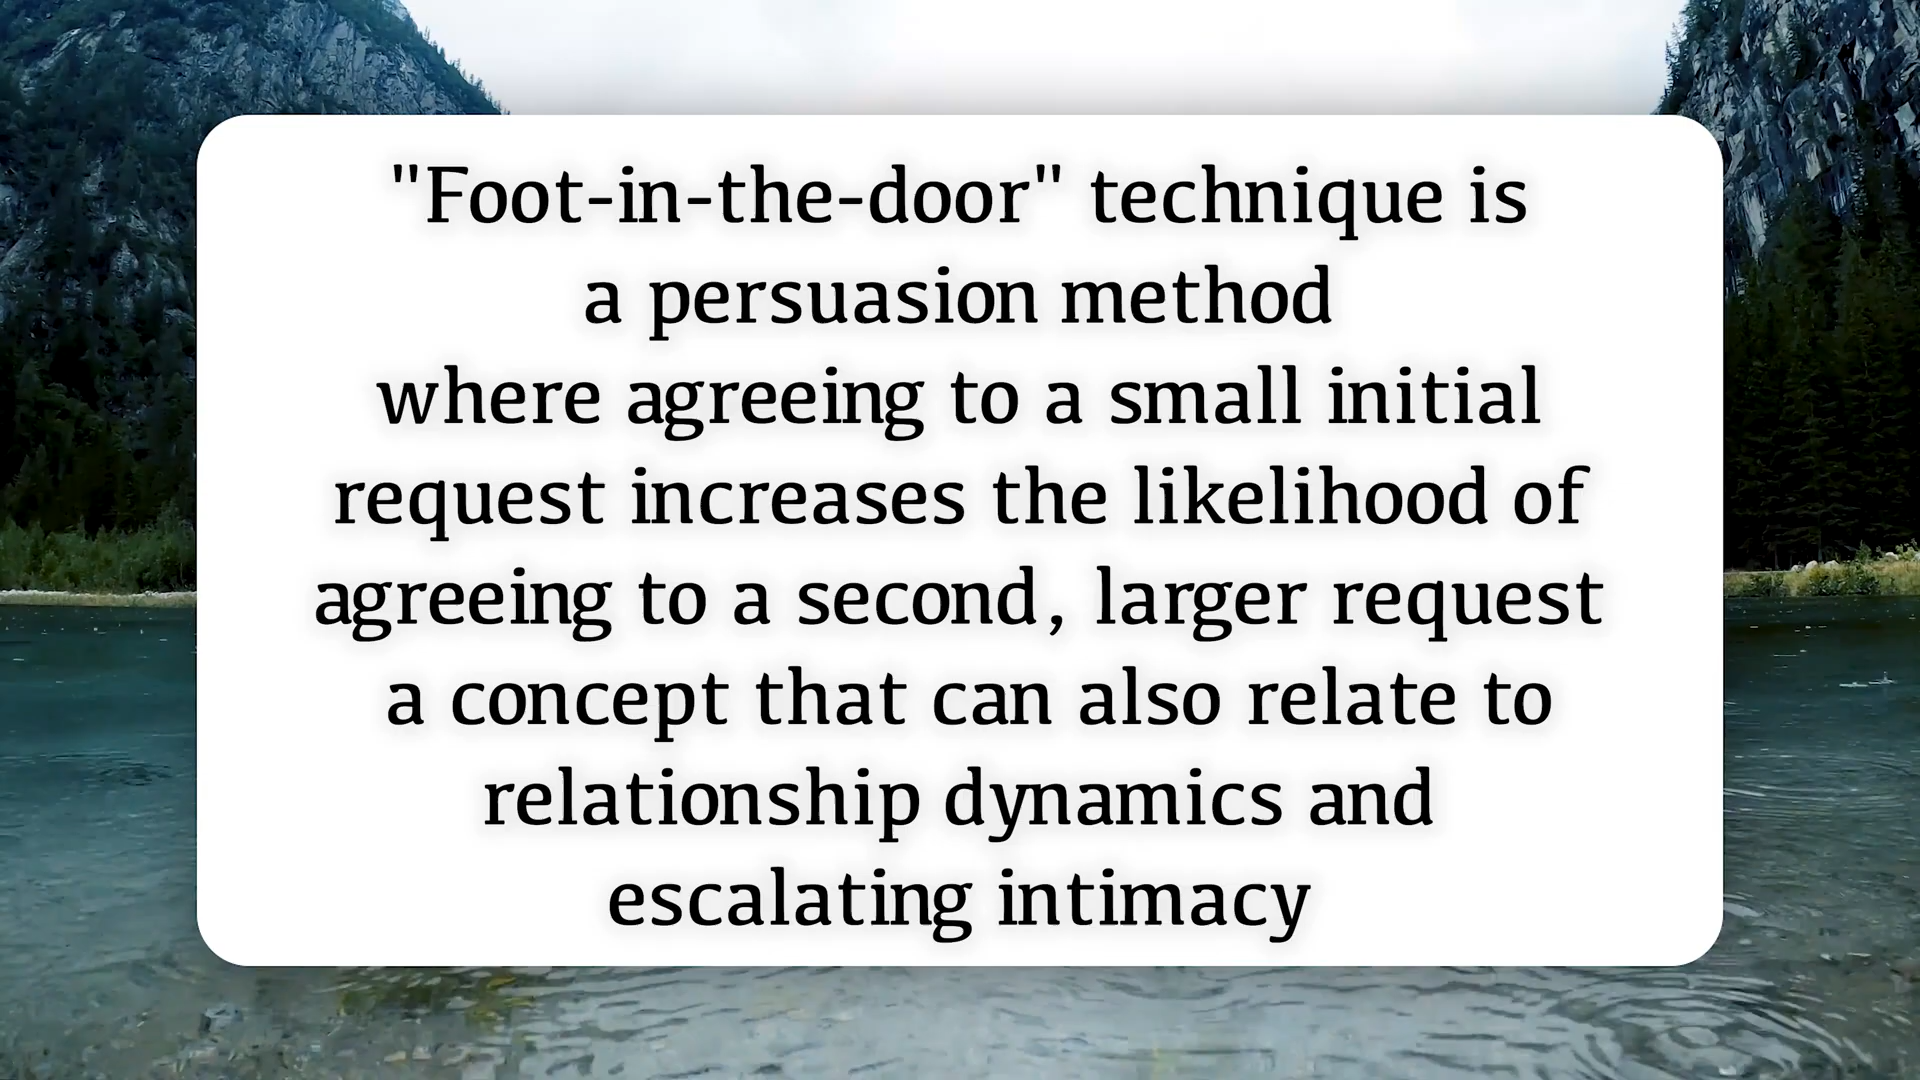 "Foot-in-the-door" technique is
a persuasion method
where agreeing to a small initial
request increases the likelihood of
agreeing to a second, larger request
a concept that can also relate to
relationship dynamics and
escalating intimacy